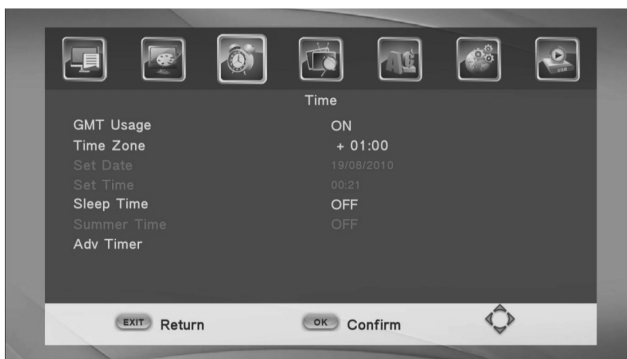 USB
Time
GMT Usage ON
Time Zone + 01:00
Set Date 19/08/2010
Set Time 00:21
Sleep Time OFF
Summer Time OFF
Adv Timer
EXIT Return OK Confirm